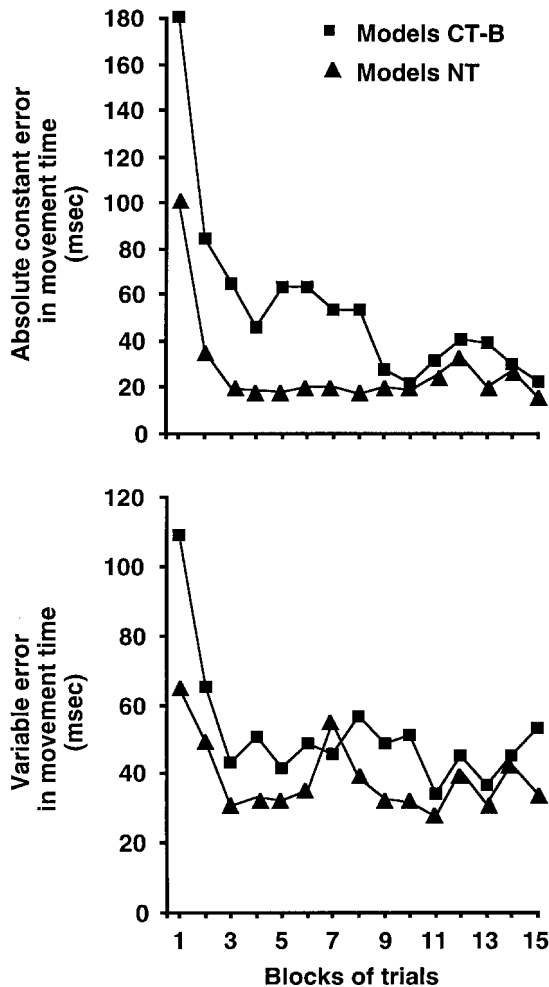 180
160
140
120
100
80
60
40
20
0
Absolute constant error
in movement time
(msec)
Models CT-B
Models NT
120
100
80
60
40
20
0
Variable error
in movement time
(msec)
1 3 5 7 9 11 13 15
Blocks of trials